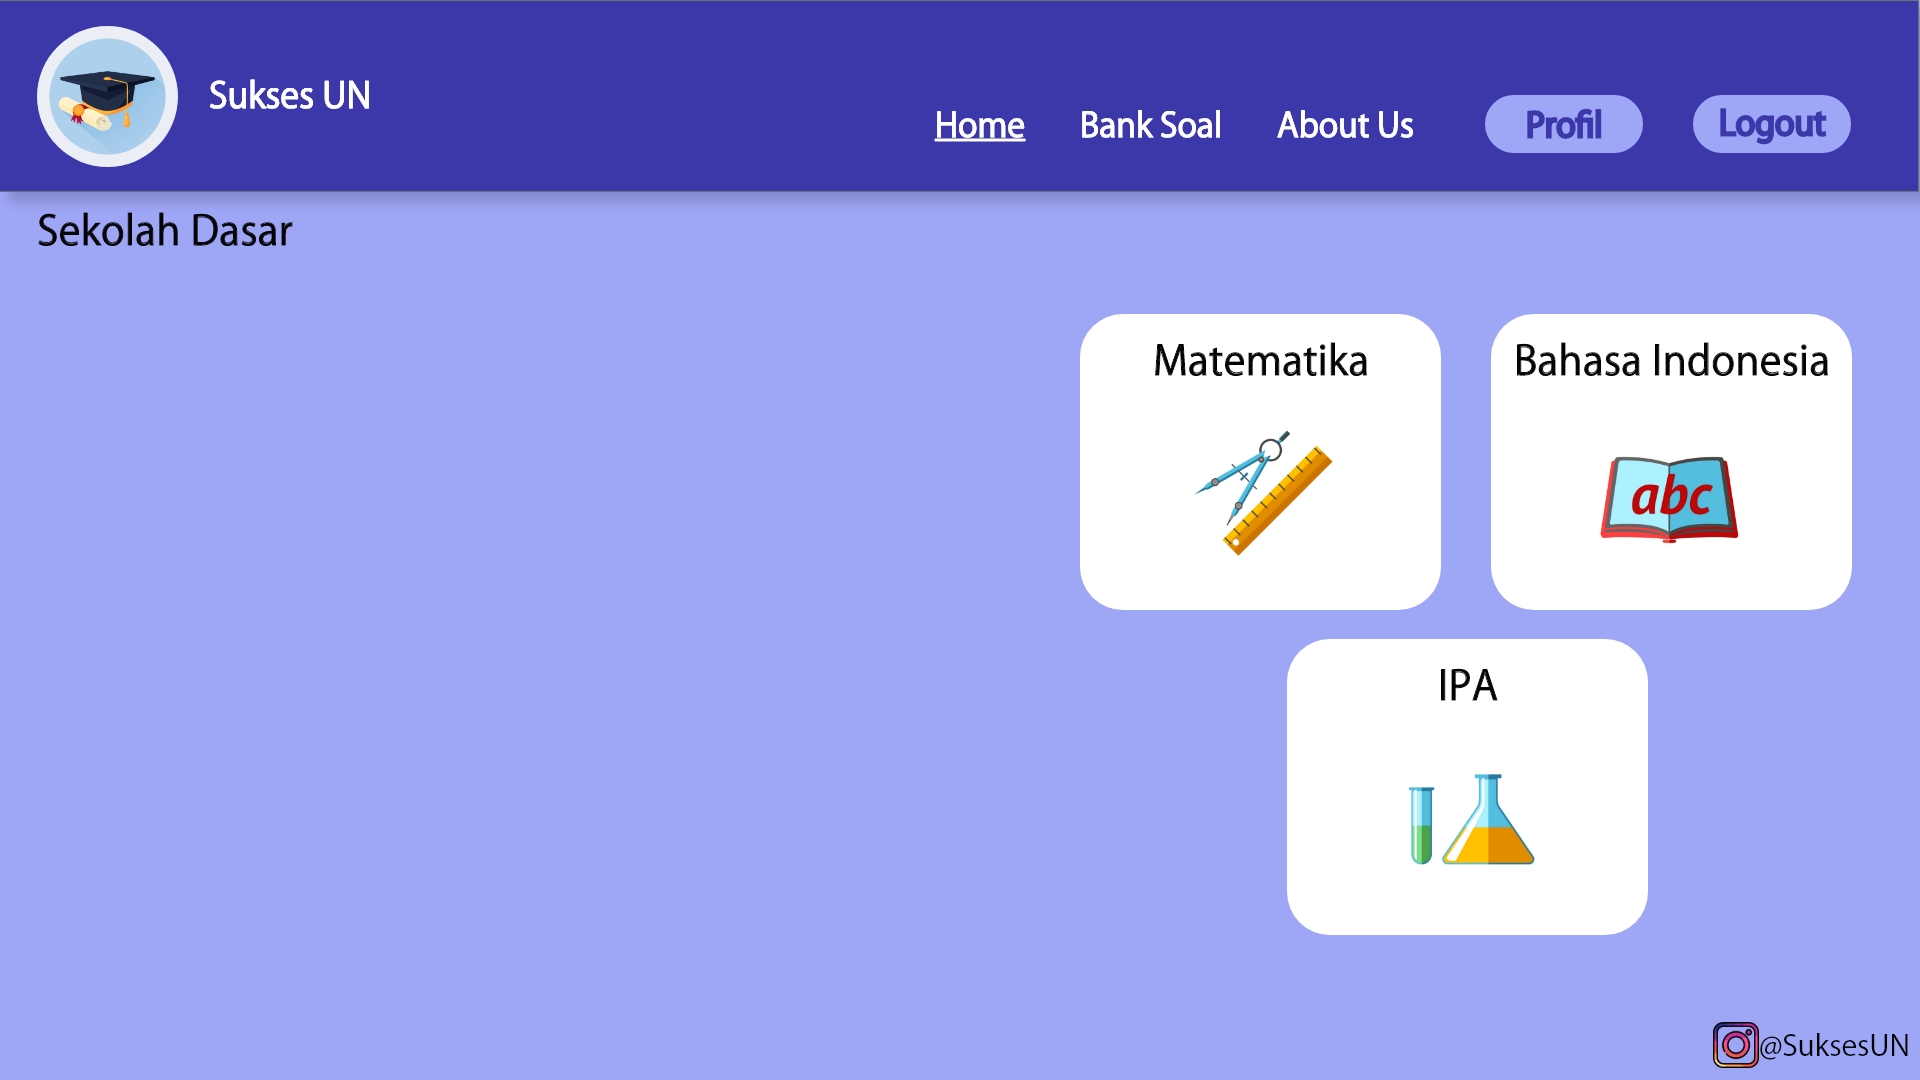 Sukses UN
Home
Bank Soal
About Us
Profil
Logout
Sekolah Dasar
Matematika
Bahasa Indonesia
abc
IPA
@SuksesUN